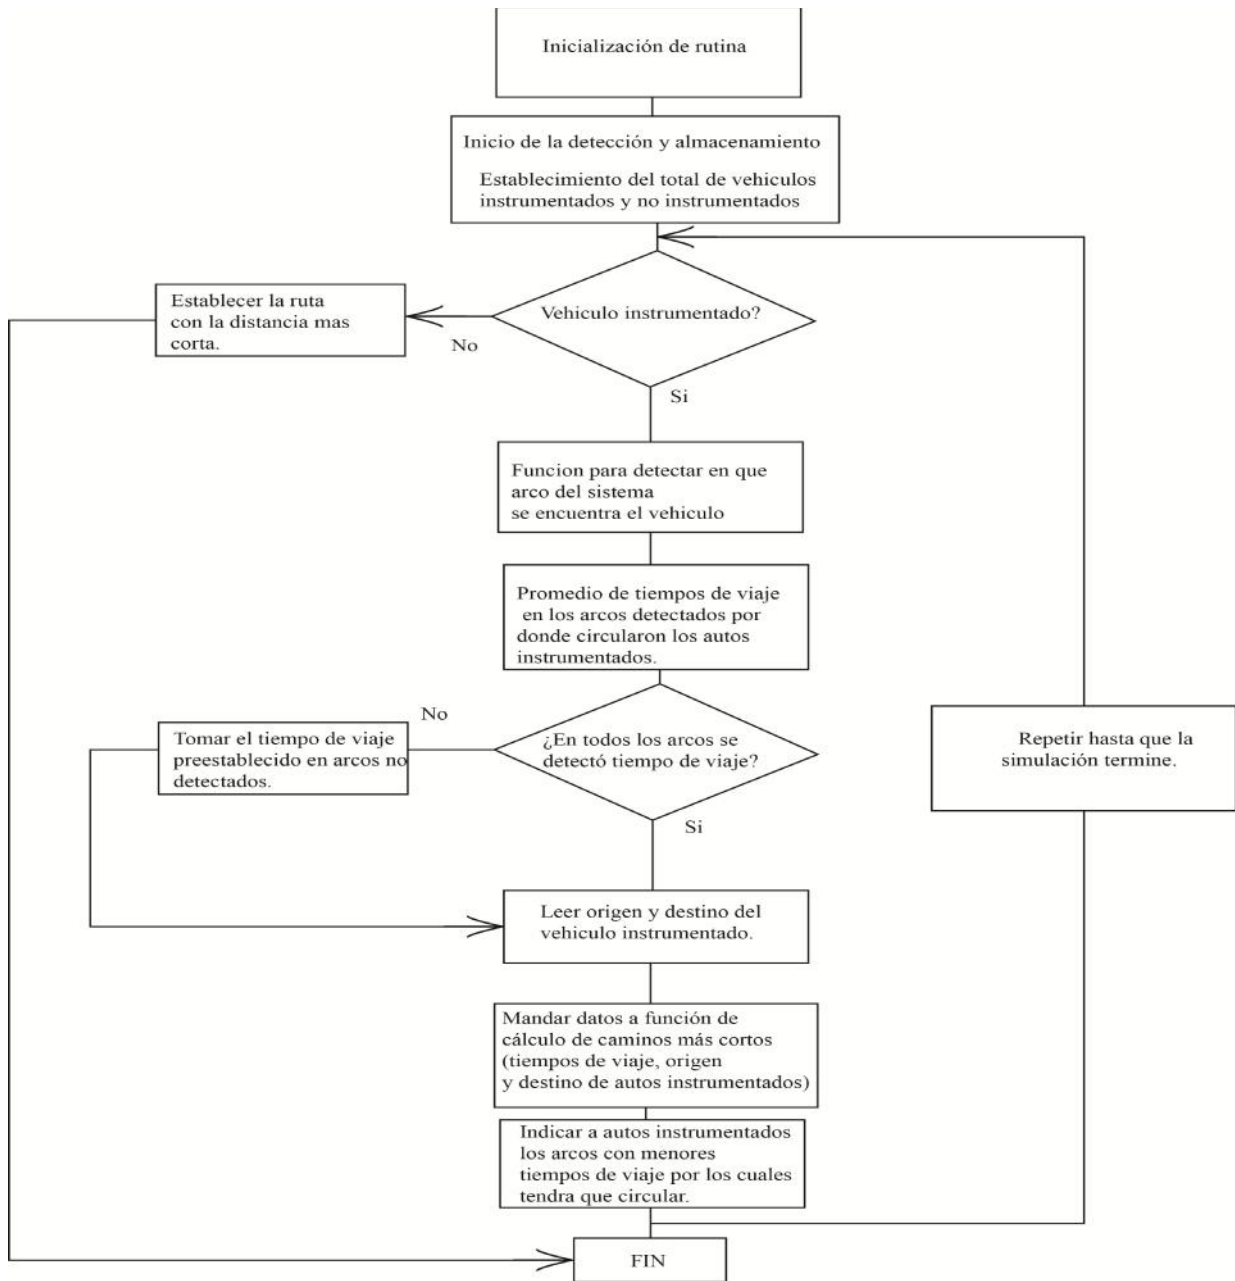 Inicialización de rutina
Inicio de la detección y almacenamiento
Establecimiento del total de vehiculos
instrumentados y no instrumentados
Establecer la ruta
con la distancia mas
corta.
Vehiculo instrumentado?
No
Si
Funcion para detectar en que
arco del sistema
se encuentra el vehiculo
Promedio de tiempos de viaje
en los arcos detectados por
donde circularon los autos
instrumentados.
No
Tomar el tiempo de viaje
preestablecido en arcos no
detectados.
¿En todos los arcos se
detectó tiempo de viaje?
Repetir hasta que la
simulación termine.
Si
Leer origen y destino del
vehiculo instrumentado.
Mandar datos a función de
cálculo de caminos más cortos
(tiempos de viaje, origen
y destino de autos instrumentados)
Indicar a autos instrumentados
los arcos con menores
tiempos de viaje por los cuales
tendra que circular.
FIN